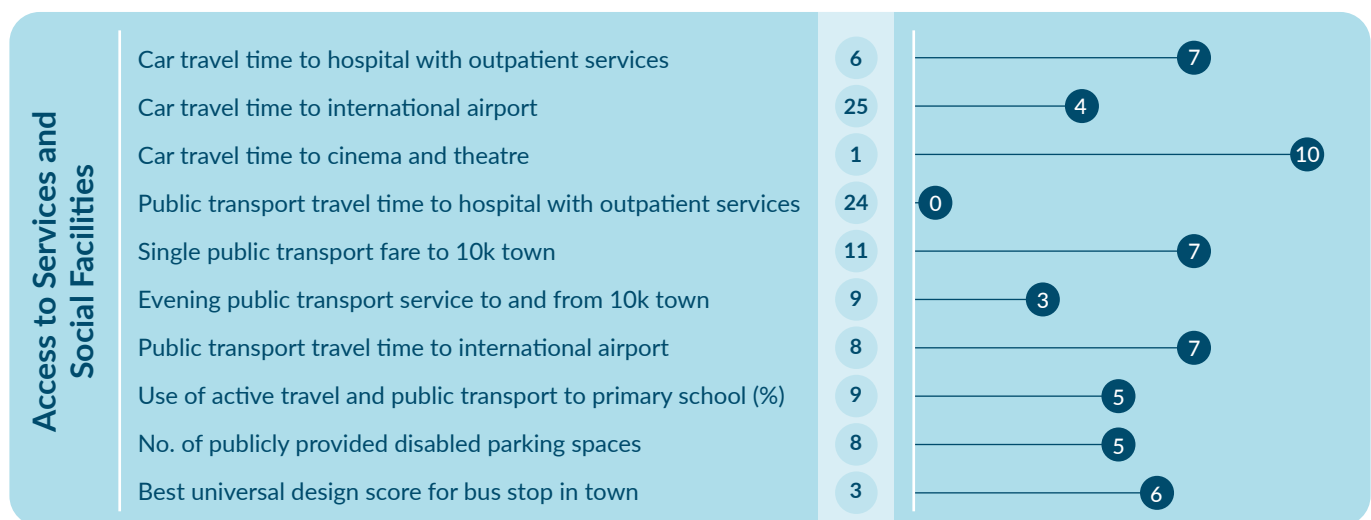 Access to Services and
Social Facilities
Car travel time to hospital with outpatient services 6 7
Car travel time to international airport 25 4
Car travel time to cinema and theatre 1 10
Public transport travel time to hospital with outpatient services 24 0
Single public transport fare to 10k town 11 7
Evening public transport service to and from 10k town 9 3
Public transport travel time to international airport 8 7
Use of active travel and public transport to primary school (%) 9 5
No. of publicly provided disabled parking spaces 8 5
Best universal design score for bus stop in town 3 6